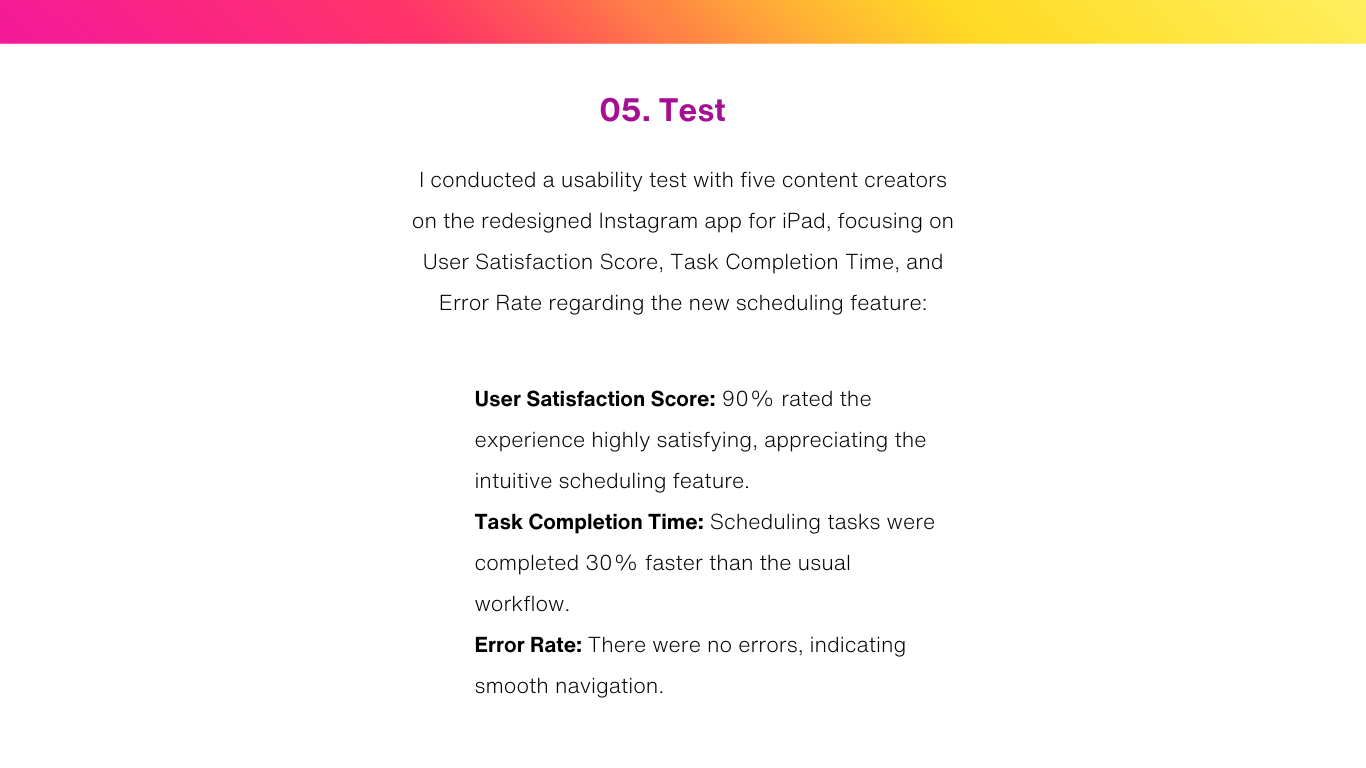 05. Test
I conducted a usability test with five content creators
on the redesigned Instagram app for iPad, focusing on
User Satisfaction Score, Task Completion Time, and
Error Rate regarding the new scheduling feature:
User Satisfaction Score: 90% rated the
experience highly satisfying, appreciating the
intuitive scheduling feature.
Task Completion Time: Scheduling tasks were
completed 30% faster than the usual
workflow.
Error Rate: There were no errors, indicating
smooth navigation.